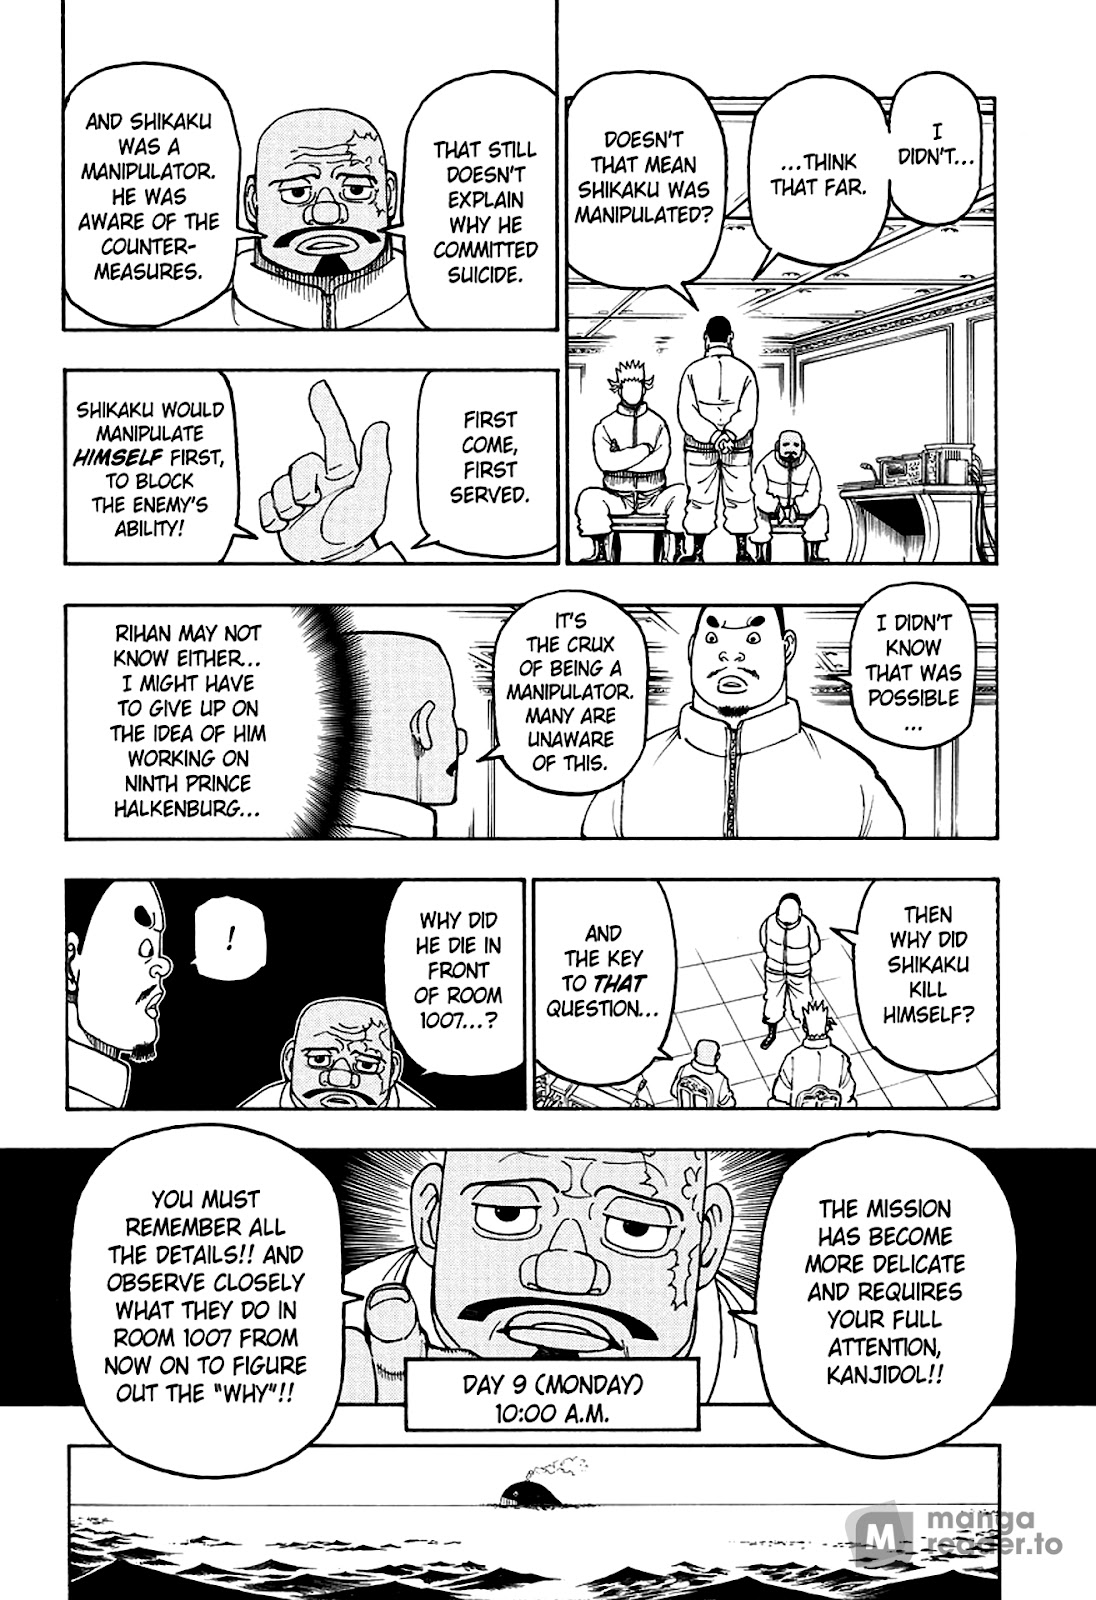 I
DIDN'T...
...THINK
THAT FAR.
DOESN'T
THAT MEAN
SHIKAKU WAS
MANIPULATED?
THAT STILL
DOESN'T
EXPLAIN
WHY HE
COMMITTED
SUICIDE.
AND SHIKAKU
WAS A
MANIPULATOR.
HE WAS
AWARE OF THE
COUNTER-
MEASURES.
FIRST
COME,
FIRST
SERVED.
SHIKAKU WOULD
MANIPULATE
HIMSELF FIRST,
TO BLOCK
THE ENEMY'S
ABILITY!
I DIDN'T
KNOW
THAT WAS
POSSIBLE
...
IT'S
THE CRUX
OF BEING A
MANIPULATOR.
MANY ARE
UNAWARE
OF THIS.
RIHAN MAY NOT
KNOW EITHER...
I MIGHT HAVE
TO GIVE UP ON
THE IDEA OF HIM
WORKING ON
NINTH PRINCE
HALKENBURG...
THEN
WHY DID
SHIKAKU
KILL
HIMSELF?
AND
THE KEY
TO THAT
QUESTION...
WHY DID
HE DIE IN
FRONT
OF ROOM
1007...?
!
THE MISSION
HAS BECOME
MORE DELICATE
AND REQUIRES
YOUR FULL
ATTENTION,
KANJIDOL!!
YOU MUST
REMEMBER ALL
THE DETAILS!! AND
OBSERVE CLOSELY
WHAT THEY DO IN
ROOM 1007 FROM
NOW ON TO FIGURE
OUT THE "WHY"!!
DAY 9 (MONDAY)
10:00 A.M.
M
manga
reader.to